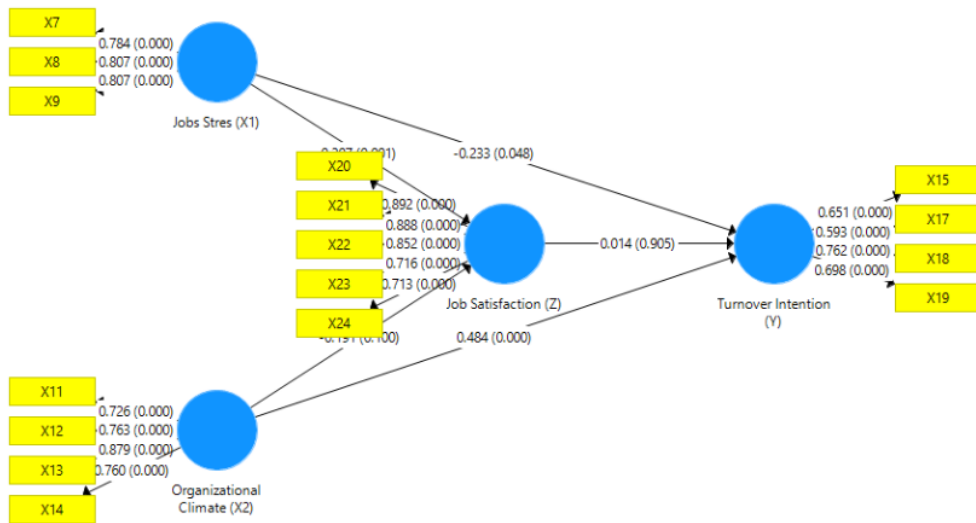 X7
0.784 (0.000)
X8
0.807 (0.000)
0.807 (0.000)
X9
Jobs Stres (X1)
-0.233 (0.048)
X20
X21
0.892 (0.000)
0.888 (0.000)
X22
0.852 (0.000)
0.716 (0.000)
X23
0.713 (0.000)
X24
Job Satisfaction (Z)
0.014 (0.905)
X15
0.651 (0.000)
X17
0.593 (0.000)
0.762 (0.000)
X18
0.698 (0.000)
X19
Turnover Intention
(Y)
0.484 (0.000)
X11
0.726 (0.000)
X12
0.763 (0.000)
0.879 (0.000)
X13
0.760 (0.000)
X14
Organizational
Climate (X2)